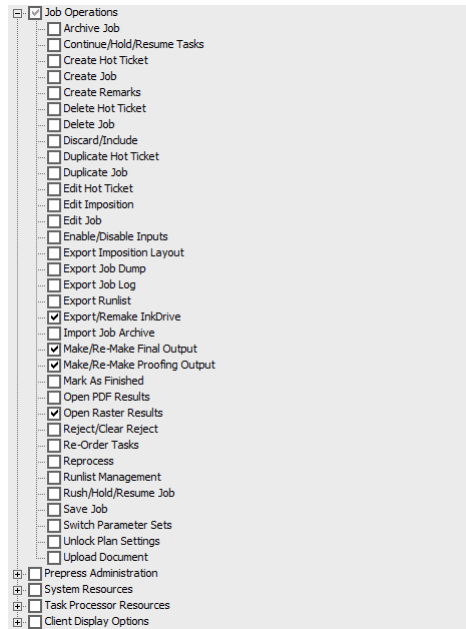 Job Operations
Archive Job
Continue/Hold/Resume Tasks
Create Hot Ticket
Create Job
Create Remarks
Delete Hot Ticket
Delete Job
Discard/Include
Duplicate Hot Ticket
Duplicate Job
Edit Hot Ticket
Edit Imposition
Edit Job
Enable/Disable Inputs
Export Imposition Layout
Export Job Dump
Export Job Log
Export Runlist
Export/Remake InkDrive
Import Job Archive
Make/Re-Make Final Output
Make/Re-Make Proofing Output
Mark As Finished
Open PDF Results
Open Raster Results
Reject/Clear Reject
Re-Order Tasks
Reprocess
Runlist Management
Rush/Hold/Resume Job
Save Job
Switch Parameter Sets
Unlock Plan Settings
Upload Document
Prepress Administration
System Resources
Task Processor Resources
Client Display Options